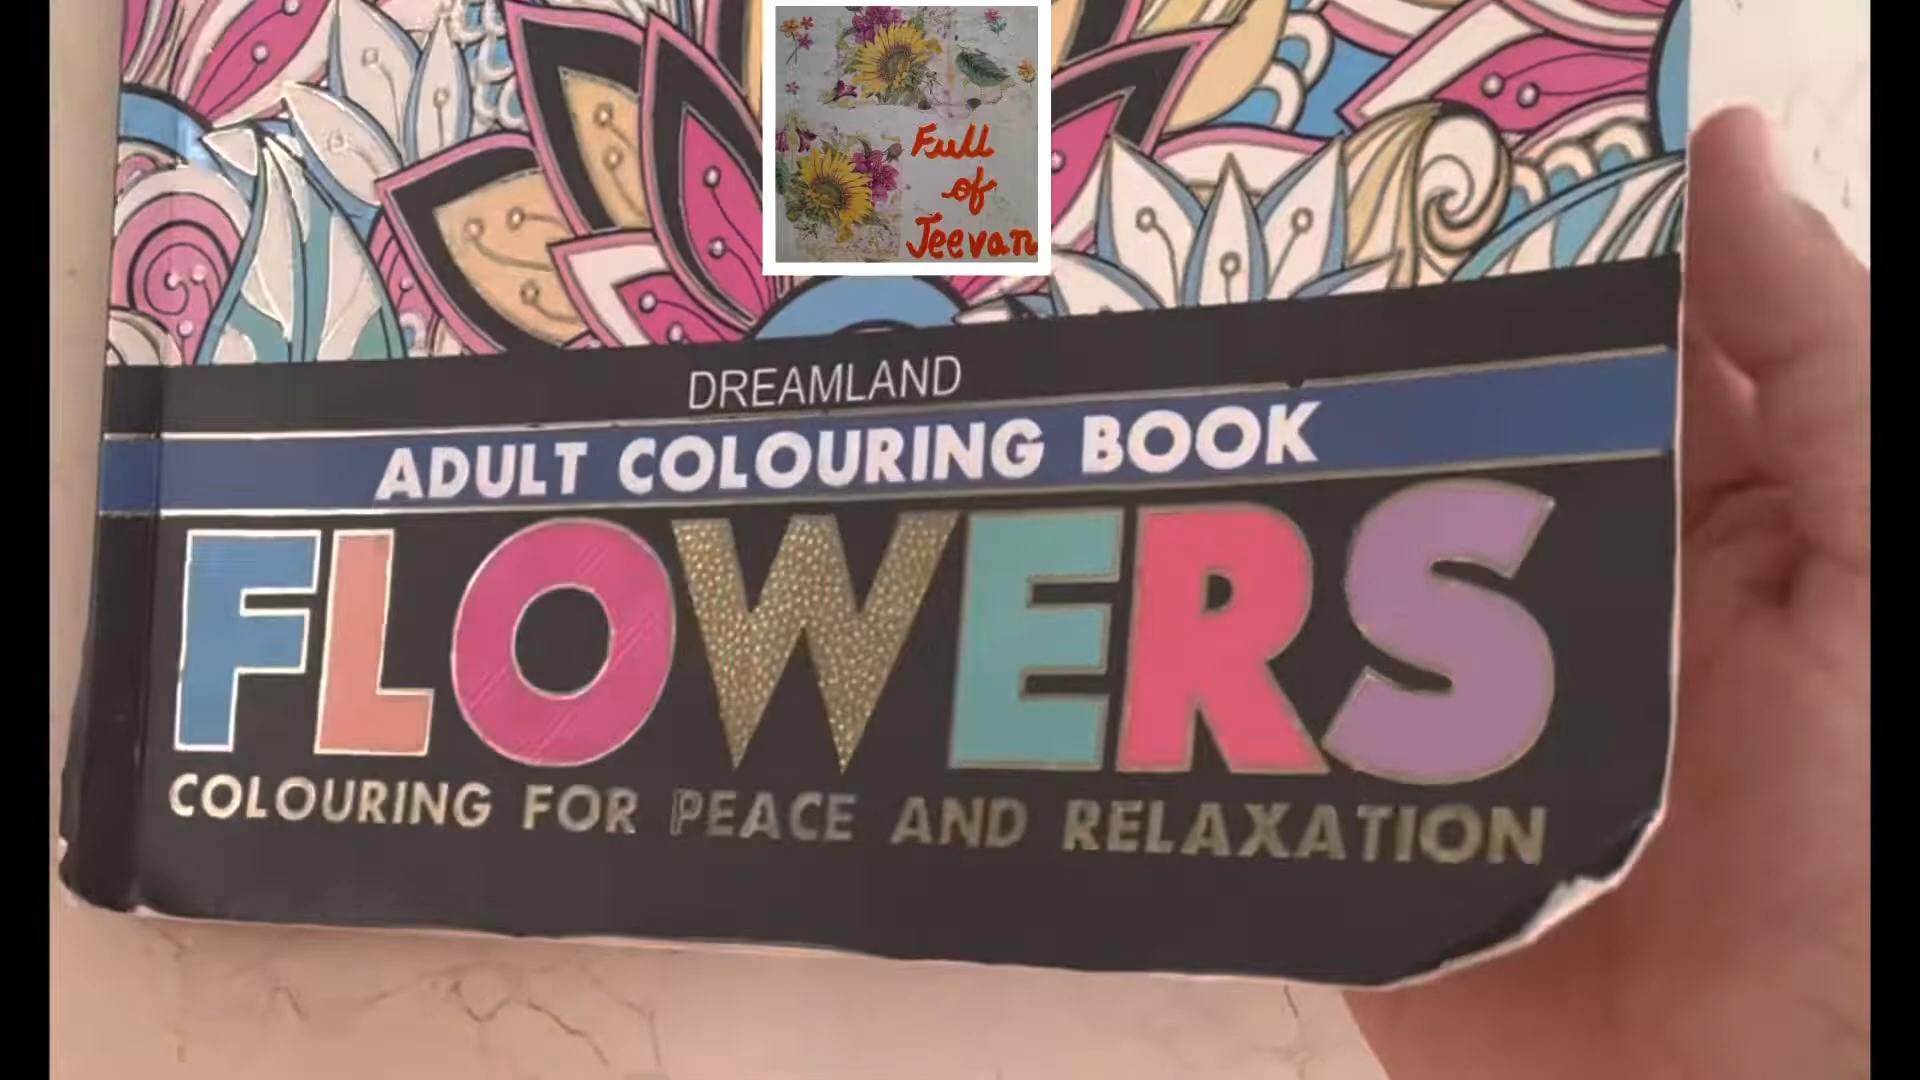 Full
of
Jeevan
DREAMLAND
ADULT COLOURING BOOK
FLOWERS
COLOURING FOR PEACE AND RELAXATION